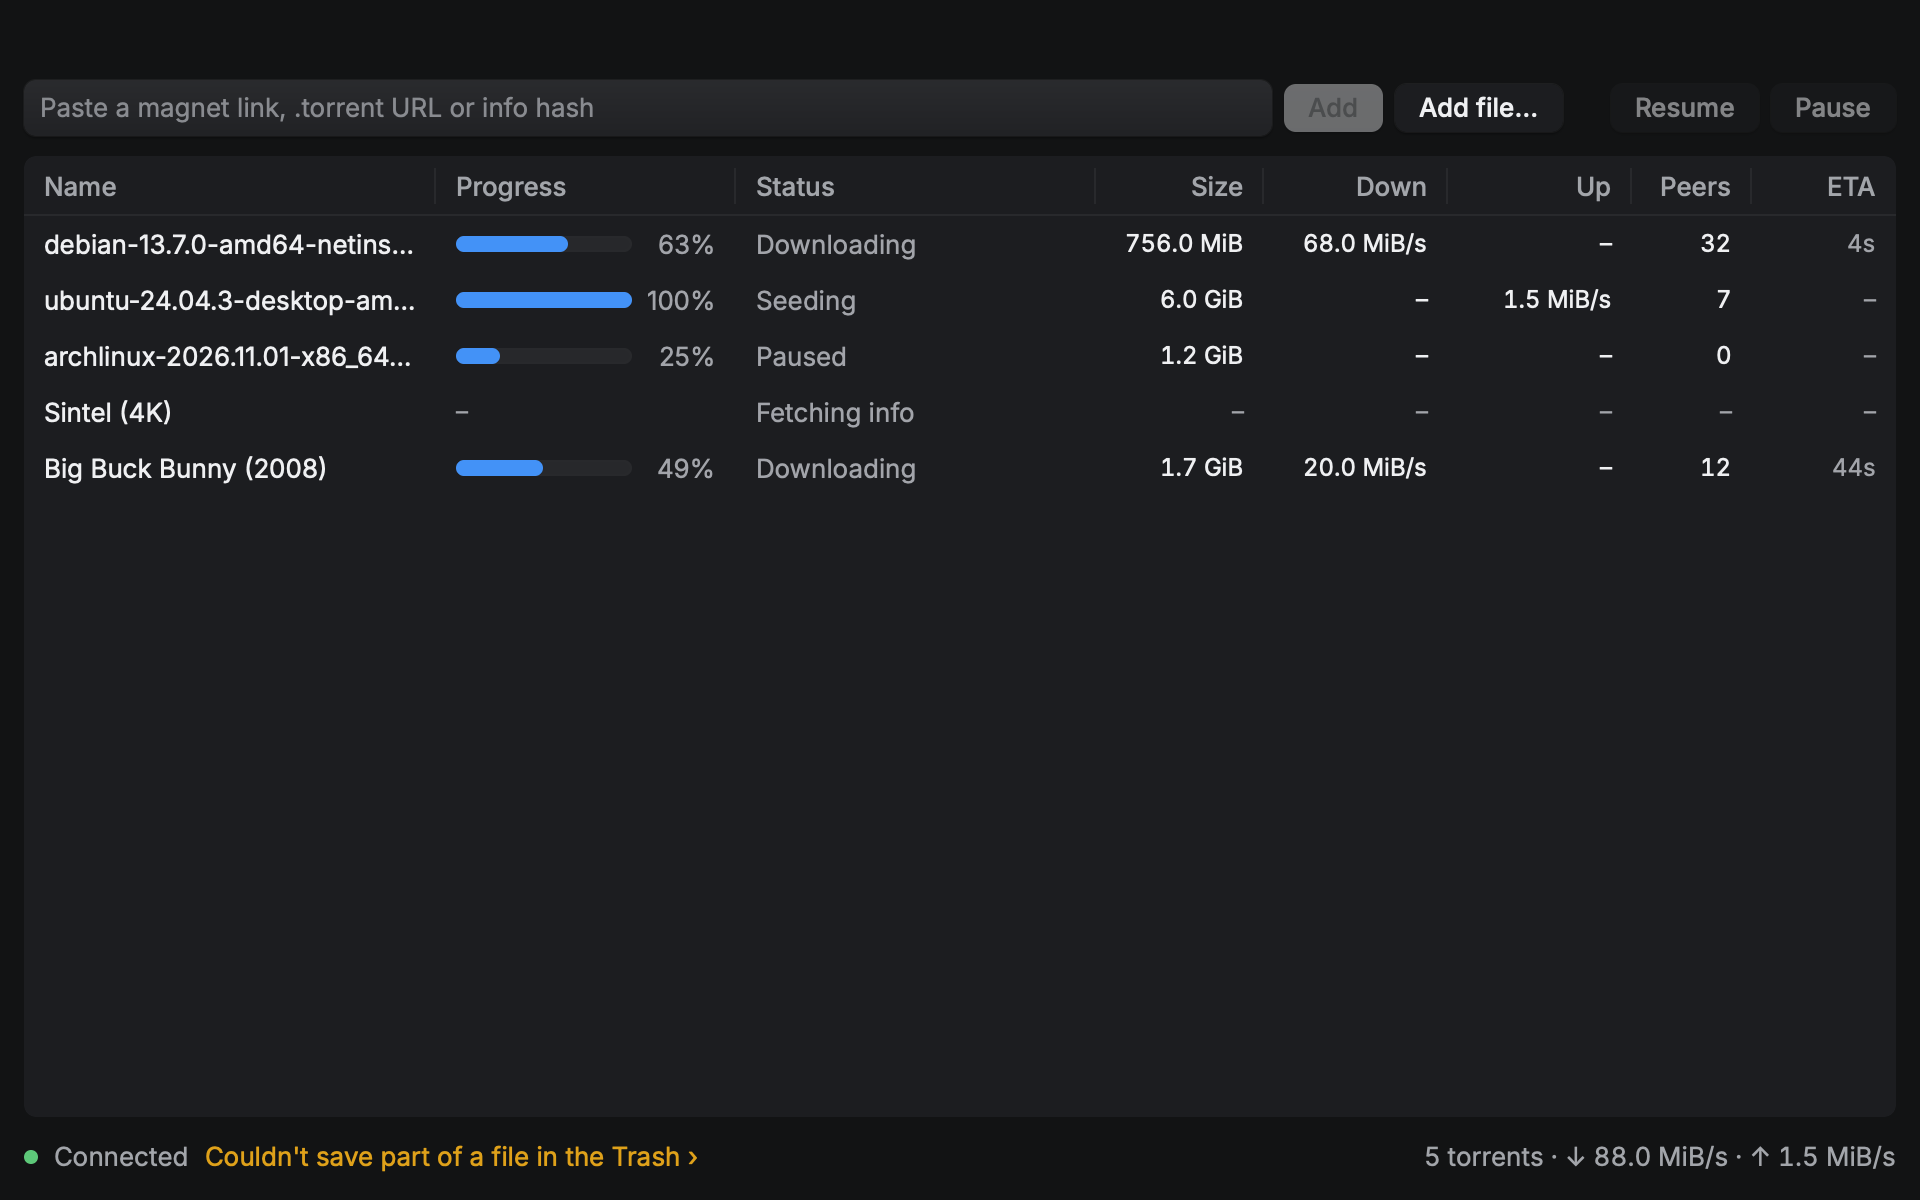 Paste a magnet link, .torrent URL or info hash Add Add file... Resume Pause
Name Progress Status Size Down Up Peers ETA
debian-13.7.0-amd64-netins... 63% Downloading 756.0 MiB 68.0 MiB/s – 32 4s
ubuntu-24.04.3-desktop-am... 100% Seeding 6.0 GiB – 1.5 MiB/s 7 –
archlinux-2026.11.01-x86_64... 25% Paused 1.2 GiB – – 0 –
Sintel (4K) – Fetching info – – – – –
Big Buck Bunny (2008) 49% Downloading 1.7 GiB 20.0 MiB/s – 12 44s
Connected Couldn't save part of a file in the Trash › 5 torrents · ↓ 88.0 MiB/s · ↑ 1.5 MiB/s